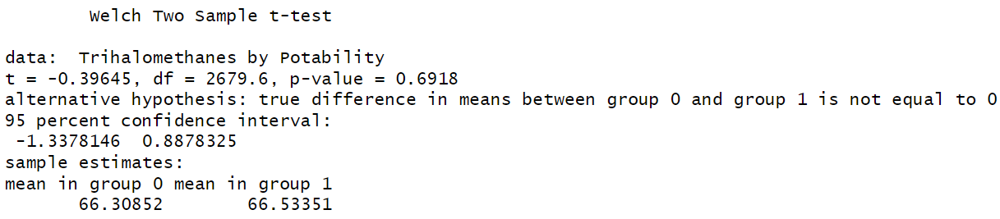 Welch Two Sample t-test
data:  Trihalomethanes by Potability
t = -0.39645, df = 2679.6, p-value = 0.6918
alternative hypothesis: true difference in means between group 0 and group 1 is not equal to 0
95 percent confidence interval:
 -1.3378146  0.8878325
sample estimates:
mean in group 0 mean in group 1
       66.30852        66.53351